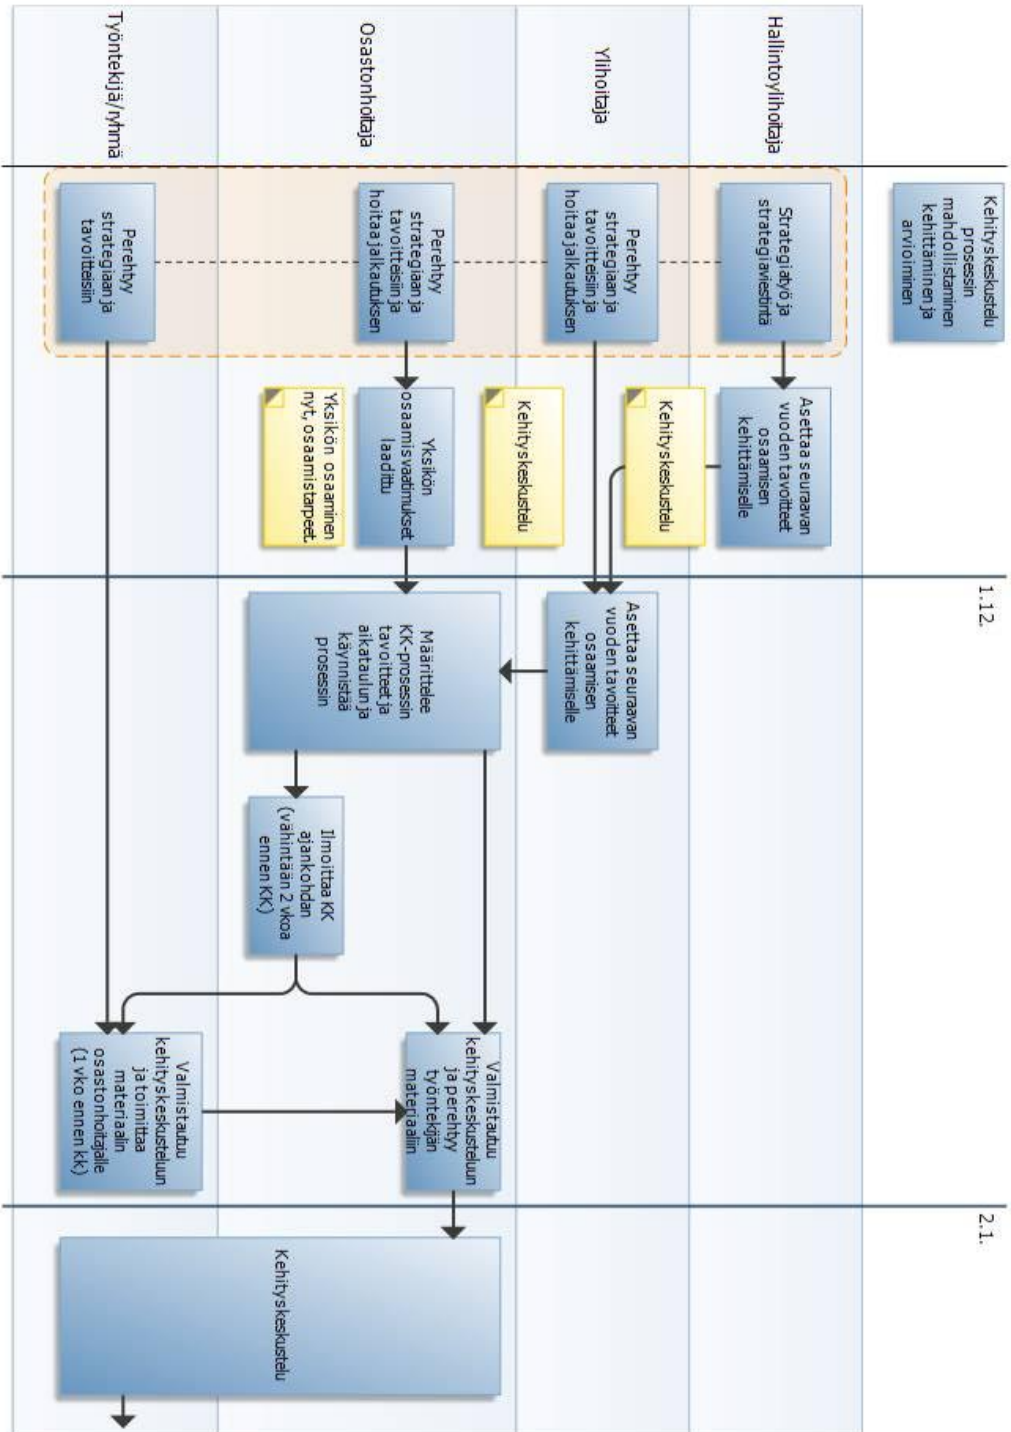 Kehityskeskustelu
prosessin
mahdollistaminen
kehittäminen ja
arvioiminen
1.12.
2.1.
Hallintoylihoitaja
Strategiatyö ja
strategiaviestintä
Asettaa seuraavan
vuoden tavoitteet
osaamisen
kehittämiselle
Kehityskeskustelu
Ylihoitaja
Perehtyy
strategiaan ja
tavoitteisiin ja
hoitaa jalkautuksen
Asettaa seuraavan
vuoden tavoitteet
osaamisen
kehittämiselle
Kehityskeskustelu
Osastonhoitaja
Perehtyy
strategiaan ja
tavoitteisiin ja
hoitaa jalkautuksen
Yksikön
osaamisvaatimukset
laadittu
Yksikön osaaminen
nyt, osaamistarpeet.
Määrittelee
KK-prosessin
tavoitteet ja
aikataulun ja
käynnistää
prosessin
Ilmoittaa KK
ajankohdan
(vähintään 2 vkoa
ennen KK)
Valmistautuu
kehityskeskusteluun
ja perehtyy
työntekijän
materiaaliin
Kehityskeskustelu
Työntekijä/ryhmä
Perehtyy
strategiaan ja
tavoitteisiin
Valmistautuu
kehityskeskusteluun
ja toimittaa
materiaalin
osastonhoitajalle
(1 vko ennen kk)